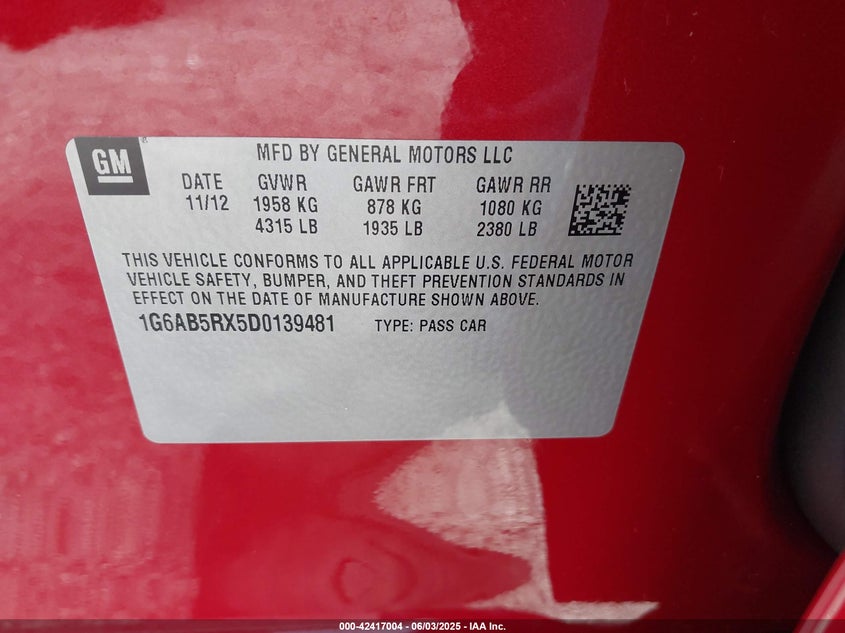 GM
MFD BY GENERAL MOTORS LLC
DATE GVWR GAWR FRT GAWR RR
11/12 1958 KG 878 KG 1080 KG
4315 LB 1935 LB 2380 LB
THIS VEHICLE CONFORMS TO ALL APPLICABLE U.S. FEDERAL MOTOR
VEHICLE SAFETY, BUMPER, AND THEFT PREVENTION STANDARDS IN
EFFECT ON THE DATE OF MANUFACTURE SHOWN ABOVE.
1G6AB5RX5D0139481 TYPE: PASS CAR
000-42417004 - 06/03/2025 - IAA Inc.